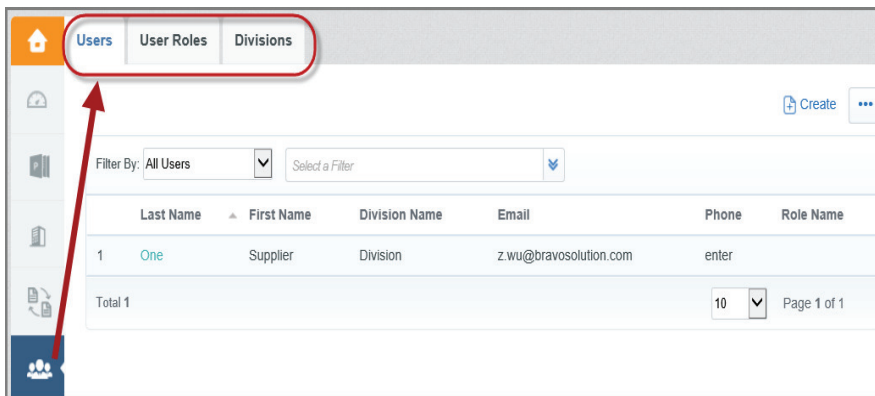 Users User Roles Divisions
Create
Filter By: All Users Select a Filter
Last Name First Name Division Name Email Phone Role Name
1 One Supplier Division z.wu@bravosolution.com enter
Total 1 10 Page 1 of 1